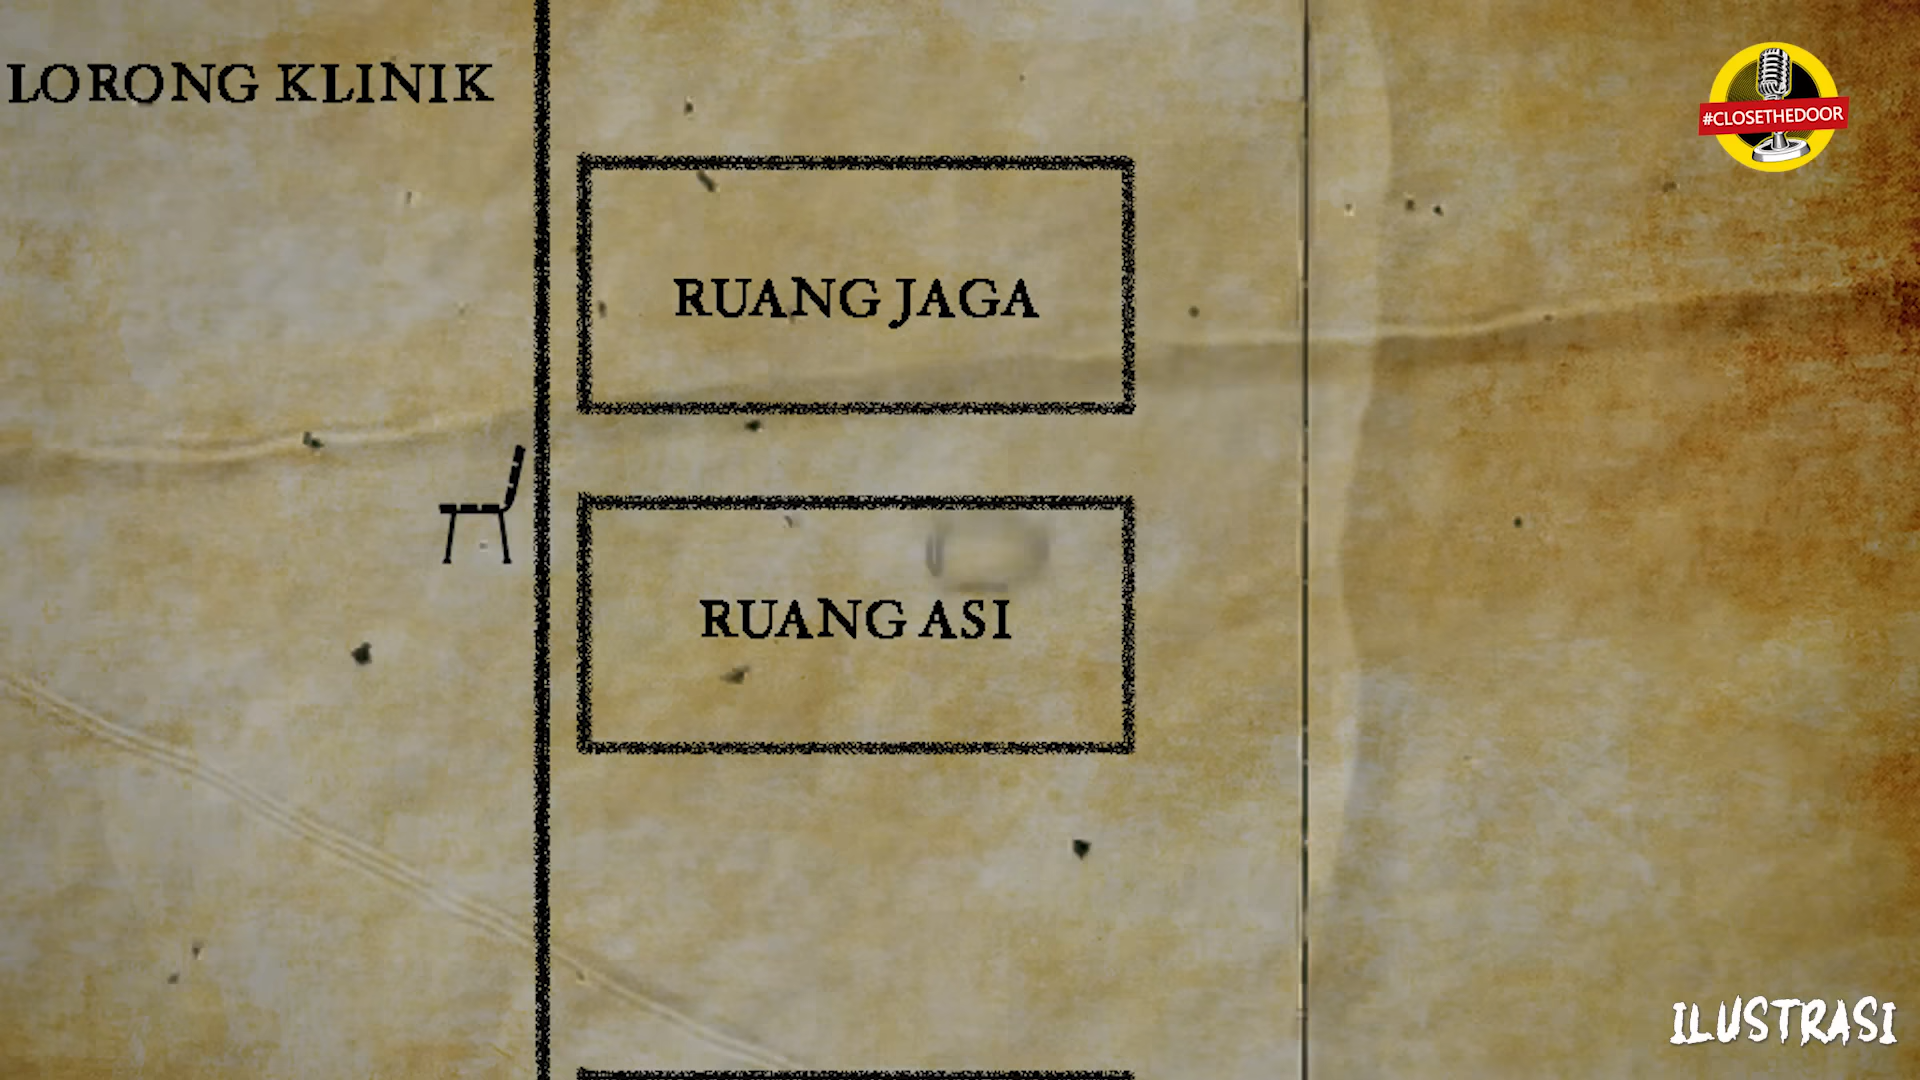 LORONG KLINIK
#CLOSETHEDOOR
RUANG JAGA
RUANG ASI
ILUSTRASI